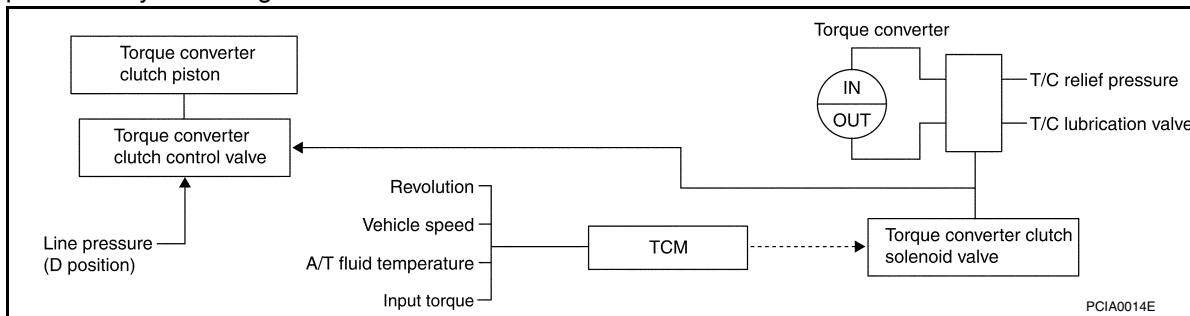 Torque converter
clutch piston
Torque converter
clutch control valve
Line pressure
(D position)
Revolution
Vehicle speed
A/T fluid temperature
Input torque
TCM
Torque converter
IN
OUT
T/C relief pressure
T/C lubrication valve
Torque converter clutch
solenoid valve
PCIA0014E